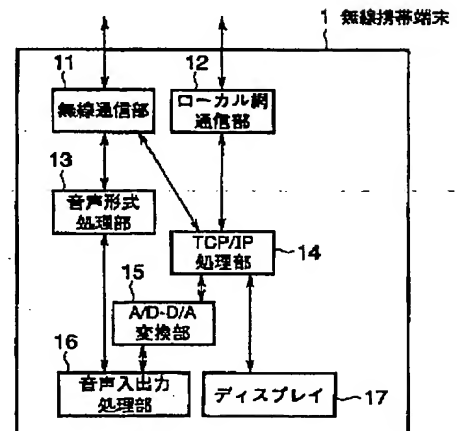 1 無線携帯端末
11
無線通信部
12
ローカル網
通信部
13
音声形式
処理部
TCP/IP
処理部
14
15
A/D-D/A
変換部
16
音声入出力
処理部
ディスプレイ
17